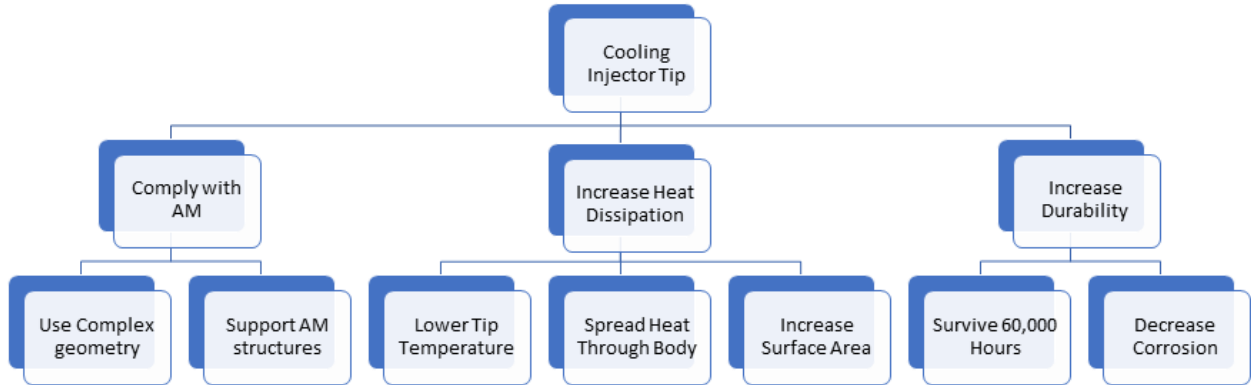 Cooling
Injector Tip
Comply with
AM
Increase Heat
Dissipation
Increase
Durability
Use Complex
geometry
Support AM
structures
Lower Tip
Temperature
Spread Heat
Through Body
Increase
Surface Area
Survive 60,000
Hours
Decrease
Corrosion